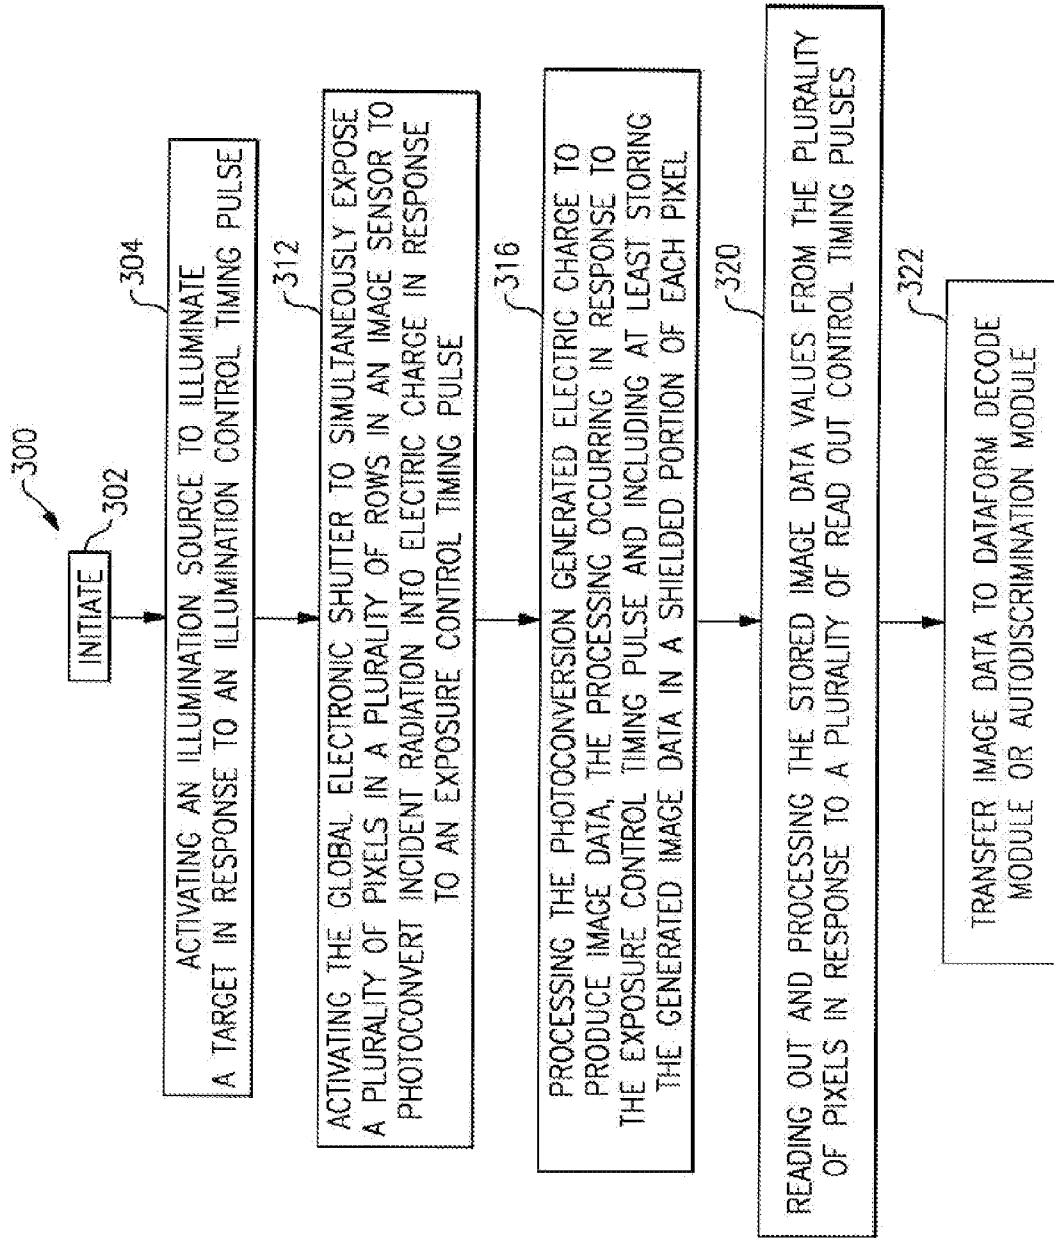 300
302
INITIATE
304
ACTIVATING AN ILLUMINATION SOURCE TO ILLUMINATE
A TARGET IN RESPONSE TO AN ILLUMINATION CONTROL TIMING PULSE
312
ACTIVATING THE GLOBAL ELECTRONIC SHUTTER TO SIMULTANEOUSLY EXPOSE
A PLURALITY OF PIXELS IN A PLURALITY OF ROWS IN AN IMAGE SENSOR TO
PHOTOCONVERT INCIDENT RADIATION INTO ELECTRIC CHARGE IN RESPONSE
TO AN EXPOSURE CONTROL TIMING PULSE
316
PROCESSING THE PHOTOCONVERSION GENERATED ELECTRIC CHARGE TO
PRODUCE IMAGE DATA, THE PROCESSING OCCURRING IN RESPONSE TO
THE EXPOSURE CONTROL TIMING PULSE AND INCLUDING AT LEAST STORING
THE GENERATED IMAGE DATA IN A SHIELDED PORTION OF EACH PIXEL
320
READING OUT AND PROCESSING THE STORED IMAGE DATA VALUES FROM THE PLURALITY
OF PIXELS IN RESPONSE TO A PLURALITY OF READ OUT CONTROL TIMING PULSES
322
TRANSFER IMAGE DATA TO DATAFORM DECODE
MODULE OR AUTODISCRIMINATION MODULE